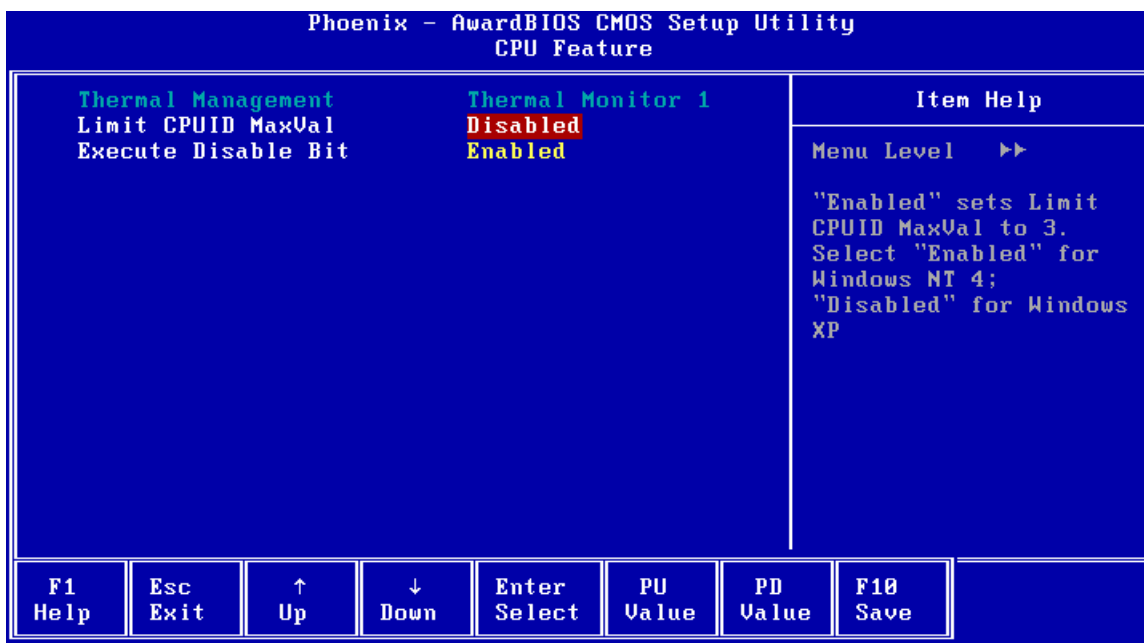 Phoenix - AwardBIOS CMOS Setup Utility
CPU Feature
Thermal Management Thermal Monitor 1
Limit CPUID MaxVal Disabled
Execute Disable Bit Enabled
Item Help
Menu Level ▸▸
"Enabled" sets Limit
CPUID MaxVal to 3.
Select "Enabled" for
Windows NT 4;
"Disabled" for Windows
XP
F1 Esc ↑ ↓ Enter PU PD F10
Help Exit Up Down Select Value Value Save